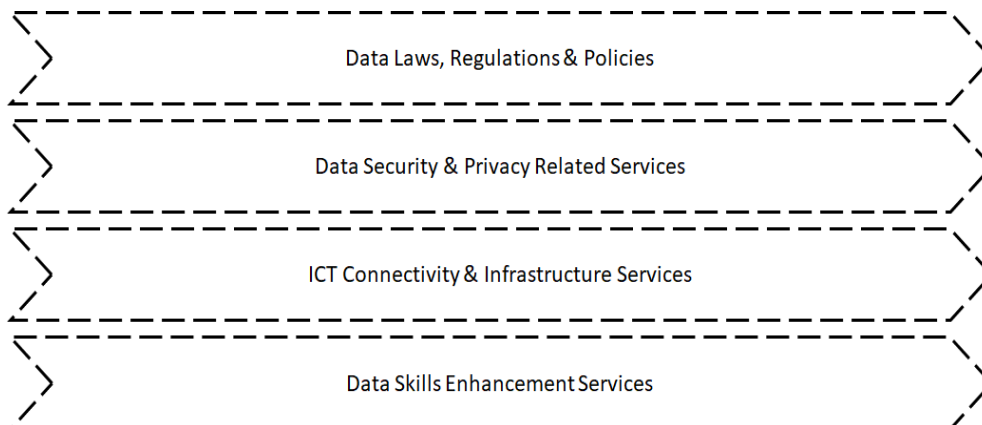 Data Laws, Regulations & Policies
Data Security & Privacy Related Services
ICT Connectivity & Infrastructure Services
Data Skills Enhancement Services